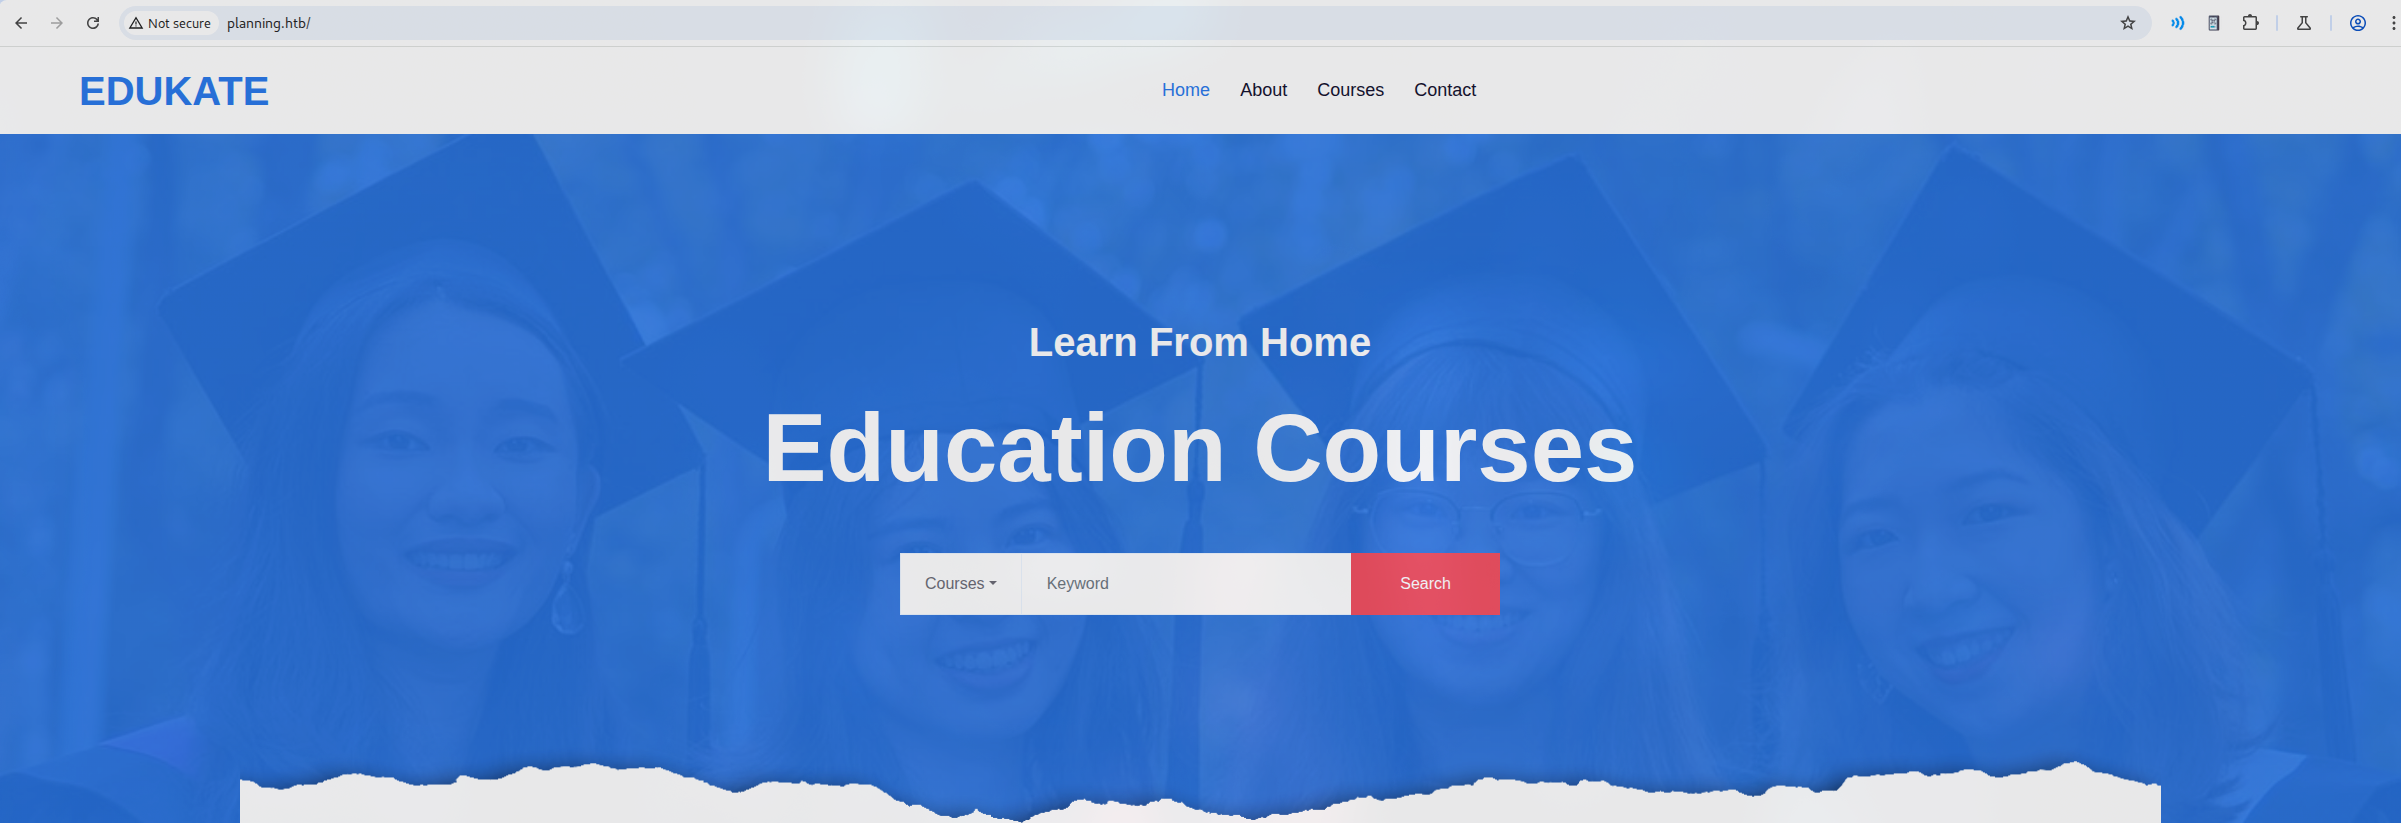 Not secure planning.htb/
EDUKATE
Home About Courses Contact
Learn From Home
Education Courses
Courses Keyword Search